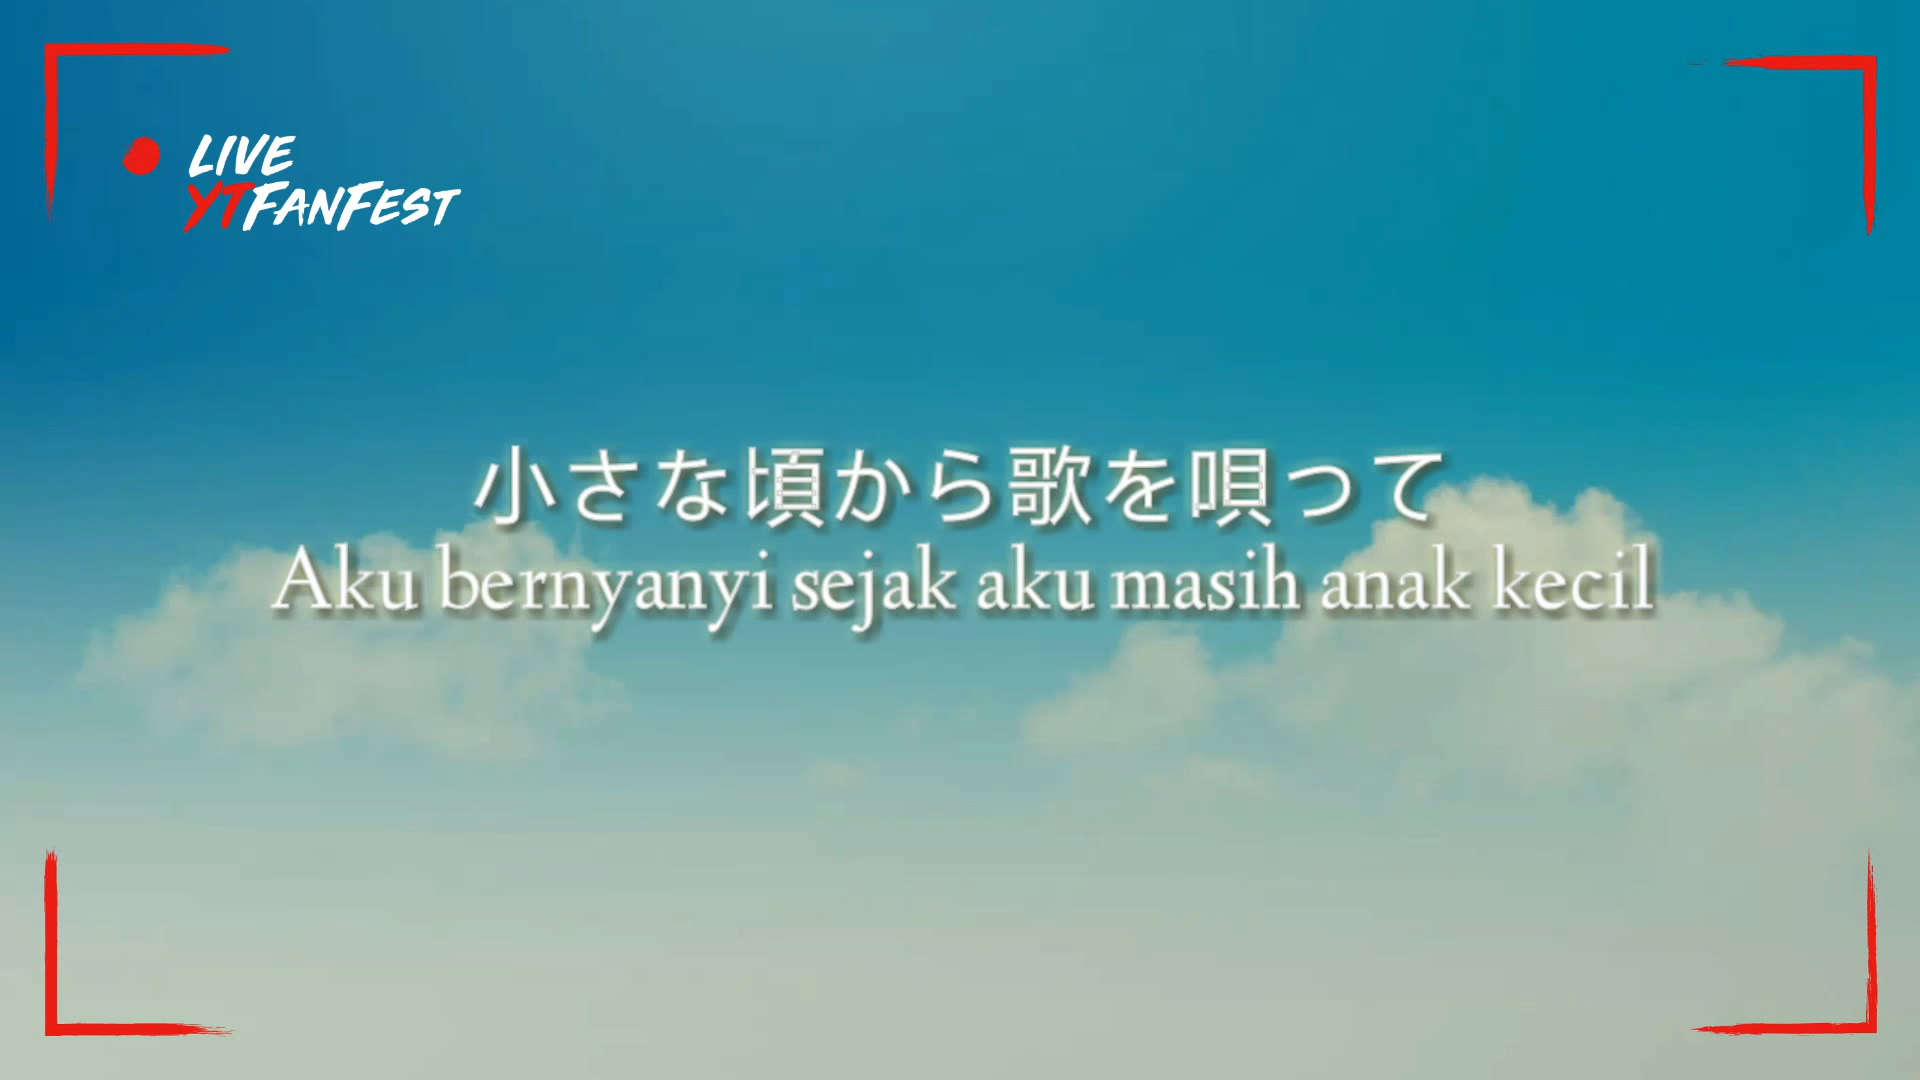 LIVE
YTFANFEST
小さな頃から歌を唄って
Aku bernyanyi sejak aku masih anak kecil